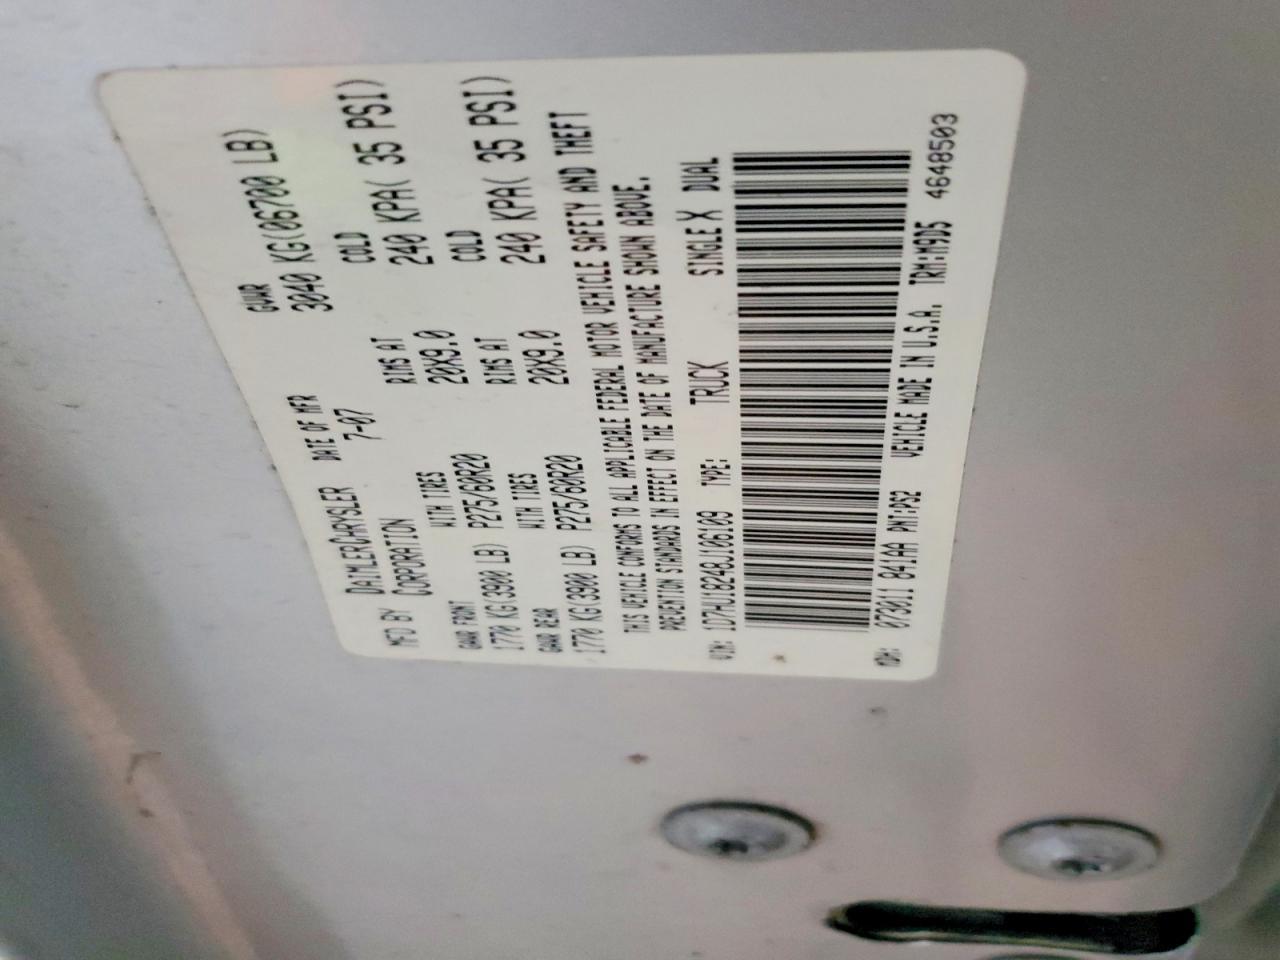 MFD BY DAIMLERCHRYSLER CORPORATION DATE OF MFR 7-07 GVWR 3040 KG(06700 LB)
GAWR FRONT WITH TIRES RIMS AT COLD
1770 KG(3900 LB) P275/60R20 20X9.0 240 KPA( 35 PSI)
GAWR REAR WITH TIRES RIMS AT COLD
1770 KG(3900 LB) P275/60R20 20X9.0 240 KPA( 35 PSI)
THIS VEHICLE CONFORMS TO ALL APPLICABLE FEDERAL MOTOR VEHICLE SAFETY AND THEFT
PREVENTION STANDARDS IN EFFECT ON THE DATE OF MANUFACTURE SHOWN ABOVE.
VIN: 1D7HU18248J106109 TYPE: TRUCK SINGLE X DUAL
MDH: 073011 841AA PNT:PS2 VEHICLE MADE IN U.S.A. TRM:M9D5 4648503